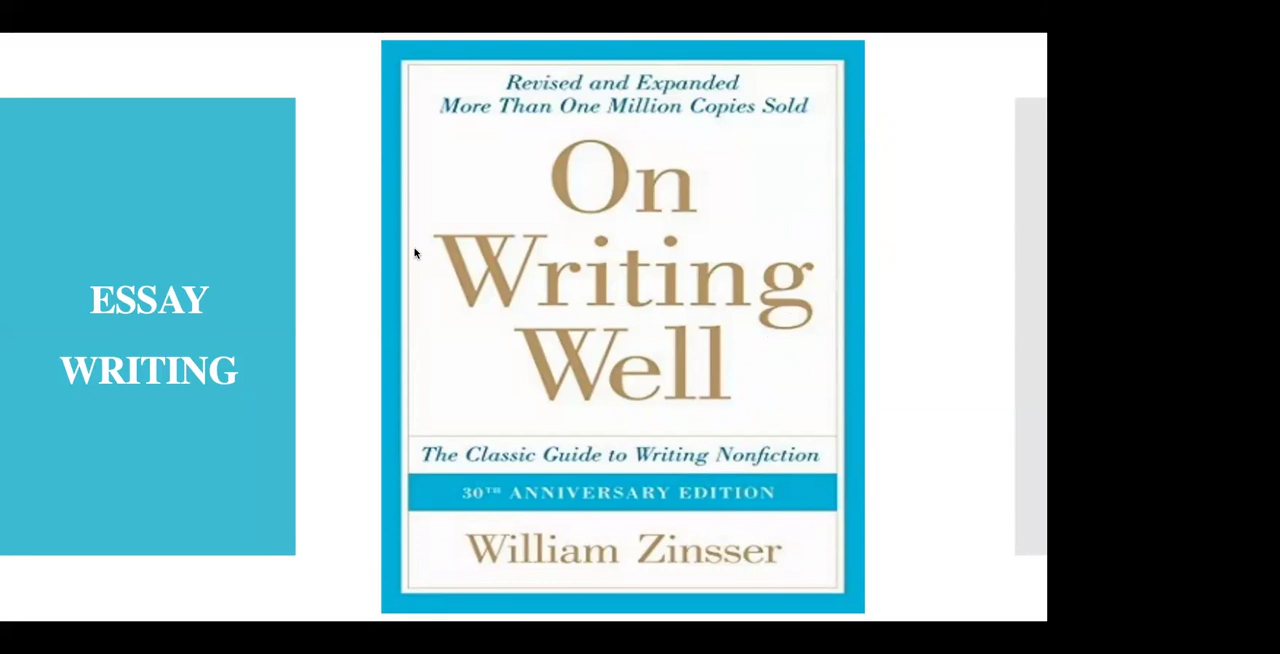 ESSAY
WRITING
Revised and Expanded
More Than One Million Copies Sold
On
Writing
Well
The Classic Guide to Writing Nonfiction
30TH ANNIVERSARY EDITION
William Zinsser